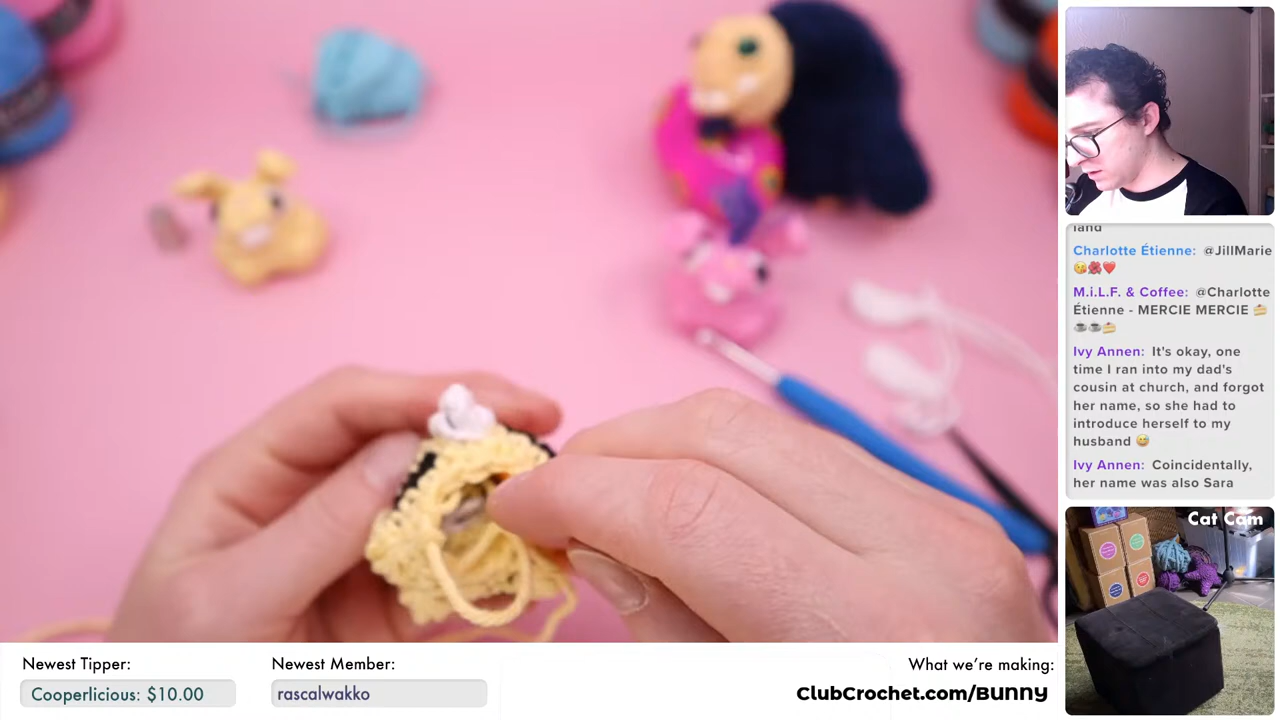 land
Charlotte Étienne: @JillMarie
😘🌺❤️
M.i.L.F. & Coffee: @Charlotte
Étienne - MERCIE MERCIE 🍰
☕☕🍰
Ivy Annen: It's okay, one
time I ran into my dad's
cousin at church, and forgot
her name, so she had to
introduce herself to my
husband 😅
Ivy Annen: Coincidentally,
her name was also Sara
Cat Cam
Newest Tipper:
Cooperlicious: $10.00
Newest Member:
rascalwakko
What we're making:
ClubCrochet.com/BUNNY